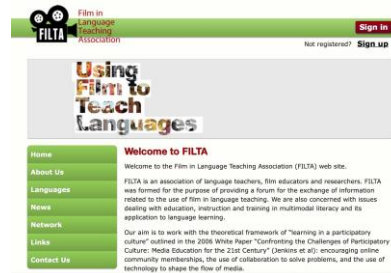 FILTA
Film in
Language
Teaching
Association
Sign in
Not registered? Sign up
Using
Film to
Teach
Languages
Home
About Us
Languages
News
Network
Links
Contact Us
Welcome to FILTA
Welcome to the Film in Language Teaching Association (FILTA) web site.
FILTA is an association of language teachers, film educators and researchers. FILTA
was formed for the purpose of providing a forum for the exchange of information
related to the use of film in language teaching. We are also concerned with issues
dealing with education, instruction and training in multimodal literacy and its
application to language learning.
Our aim is to work with the theoretical framework of "learning in a participatory
culture" outlined in the 2006 White Paper "Confronting the Challenges of Participatory
Culture: Media Education for the 21st Century" (Jenkins et al): encouraging online
community memberships, the use of collaboration to solve problems, and the use of
technology to shape the flow of media.